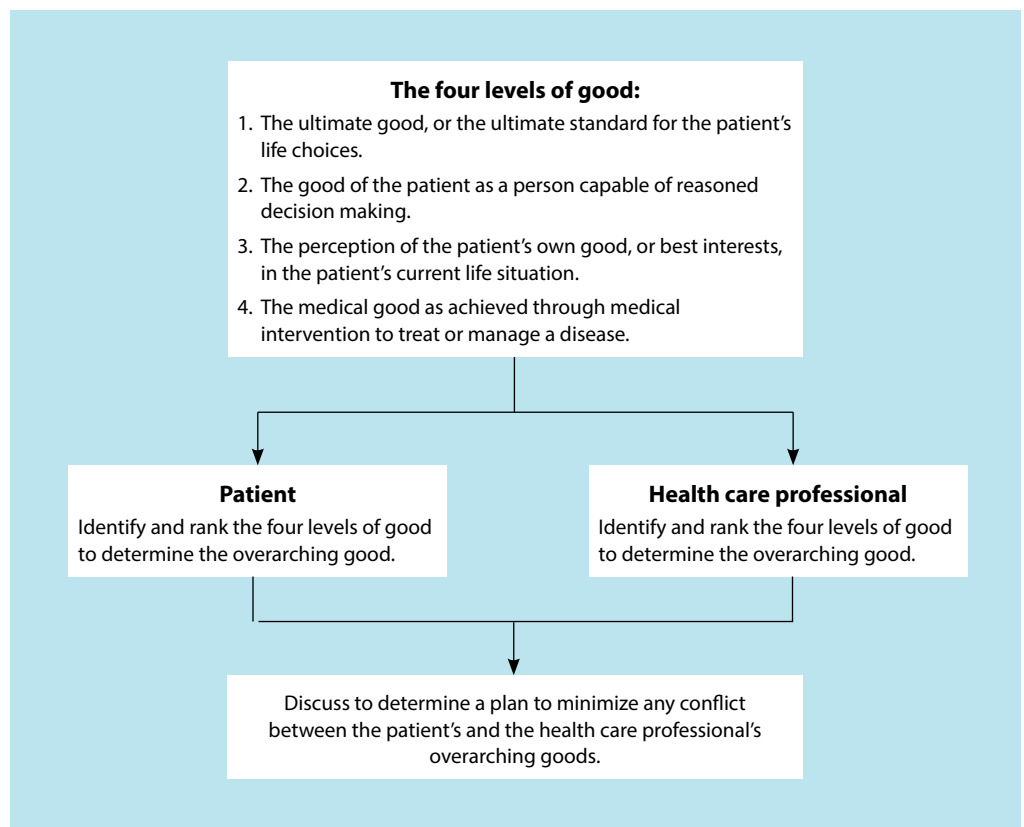 The four levels of good:
1. The ultimate good, or the ultimate standard for the patient’s
life choices.
2. The good of the patient as a person capable of reasoned
decision making.
3. The perception of the patient’s own good, or best interests,
in the patient’s current life situation.
4. The medical good as achieved through medical
intervention to treat or manage a disease.
Patient
Identify and rank the four levels of good
to determine the overarching good.
Health care professional
Identify and rank the four levels of good
to determine the overarching good.
Discuss to determine a plan to minimize any conflict
between the patient’s and the health care professional’s
overarching goods.